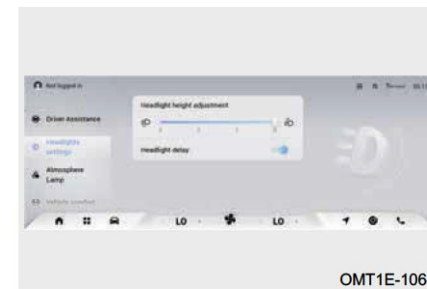 Not logged in
Headlight height adjustment
Driver Assistance
Headlights
settings
Headlight delay
Atmosphere
Lamp
LO
LO
OMT1E-106